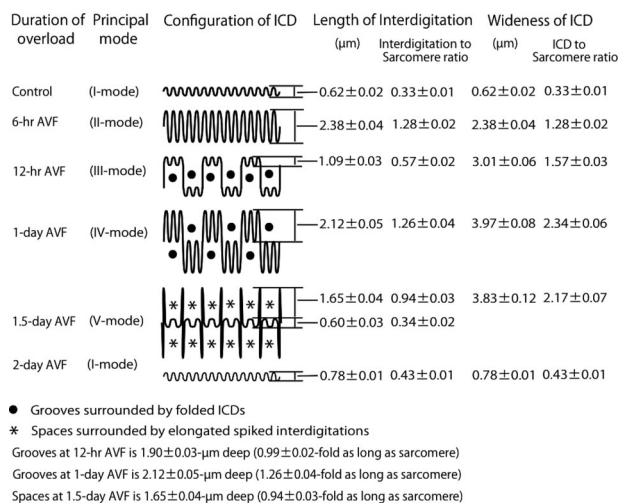 Duration of overload Principal mode Configuration of ICD Length of Interdigitation Wideness of ICD
(μm) Interdigitation to Sarcomere ratio (μm) ICD to Sarcomere ratio
Control (I-mode) 0.62±0.02 0.33±0.01 0.62±0.02 0.33±0.01
6-hr AVF (II-mode) 2.38±0.04 1.28±0.02 2.38±0.04 1.28±0.02
12-hr AVF (III-mode) 1.09±0.03 0.57±0.02 3.01±0.06 1.57±0.03
1-day AVF (IV-mode) 2.12±0.05 1.26±0.04 3.97±0.08 2.34±0.06
1.65±0.04 0.94±0.03 3.83±0.12 2.17±0.07
1.5-day AVF (V-mode) 0.60±0.03 0.34±0.02
2-day AVF (I-mode) 0.78±0.01 0.43±0.01 0.78±0.01 0.43±0.01
● Grooves surrounded by folded ICDs
* Spaces surrounded by elongated spiked interdigitations
Grooves at 12-hr AVF is 1.90±0.03-μm deep (0.99±0.02-fold as long as sarcomere)
Grooves at 1-day AVF is 2.12±0.05-μm deep (1.26±0.04-fold as long as sarcomere)
Spaces at 1.5-day AVF is 1.65±0.04-μm deep (0.94±0.03-fold as long as sarcomere)